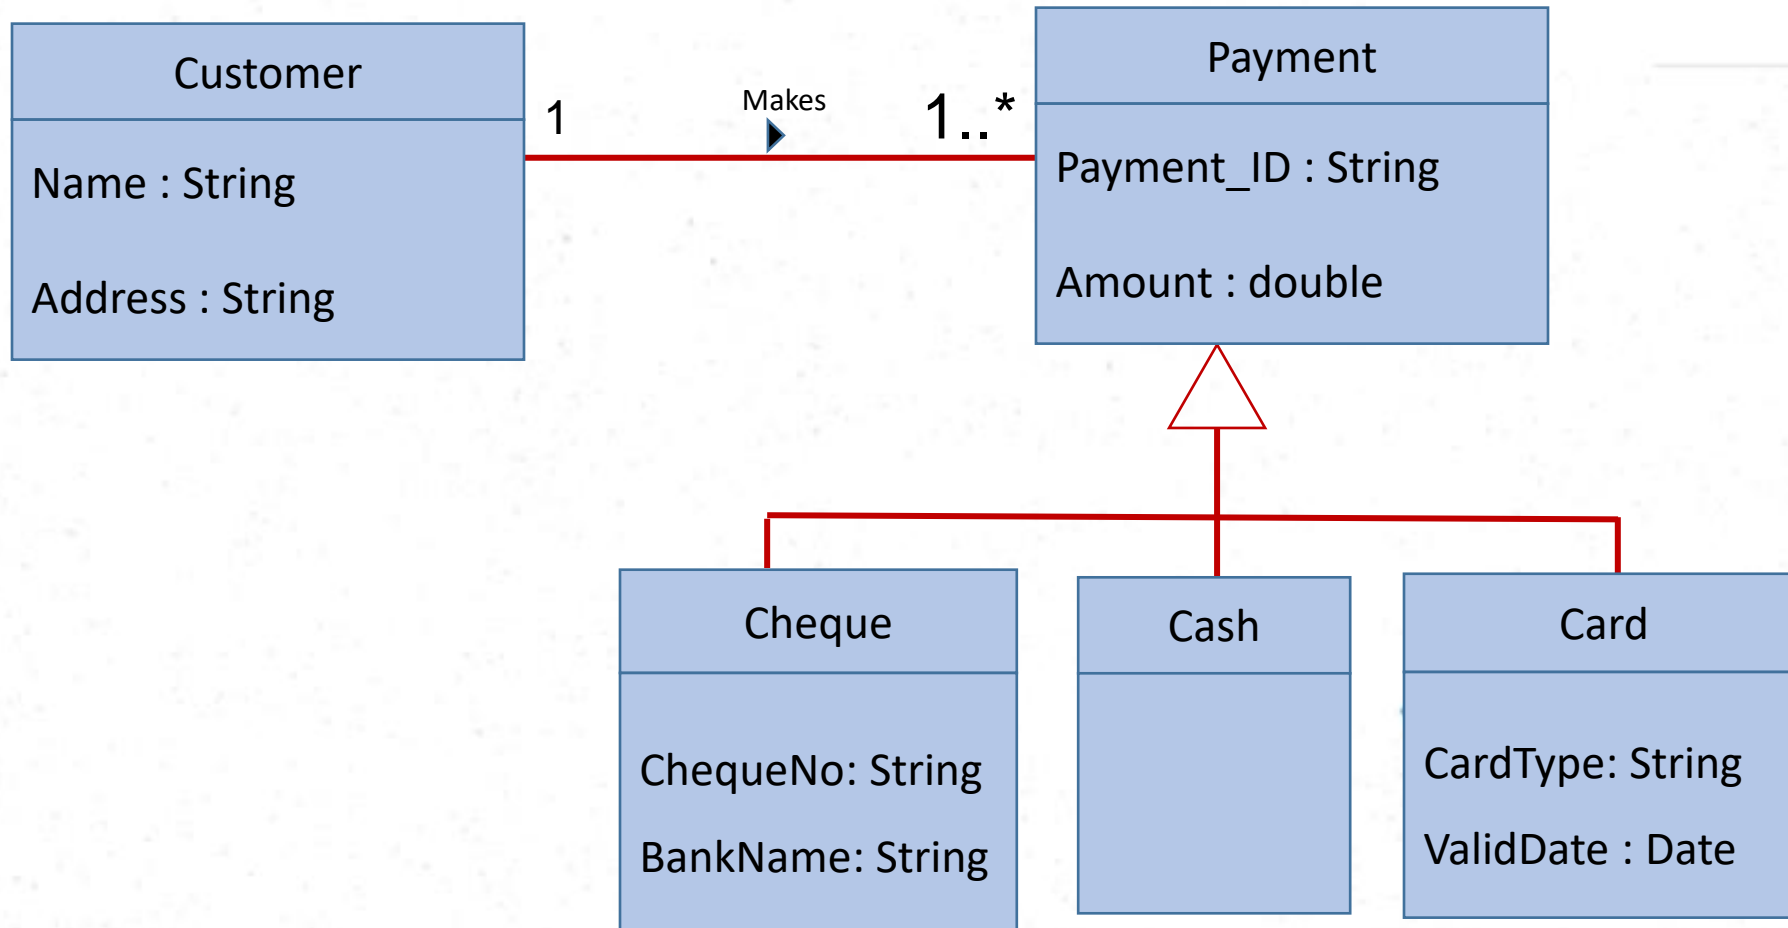 Customer
Name : String
Address : String
1
Makes
1..*
Payment
Payment_ID : String
Amount : double
Cheque
ChequeNo: String
BankName: String
Cash
Card
CardType: String
ValidDate : Date